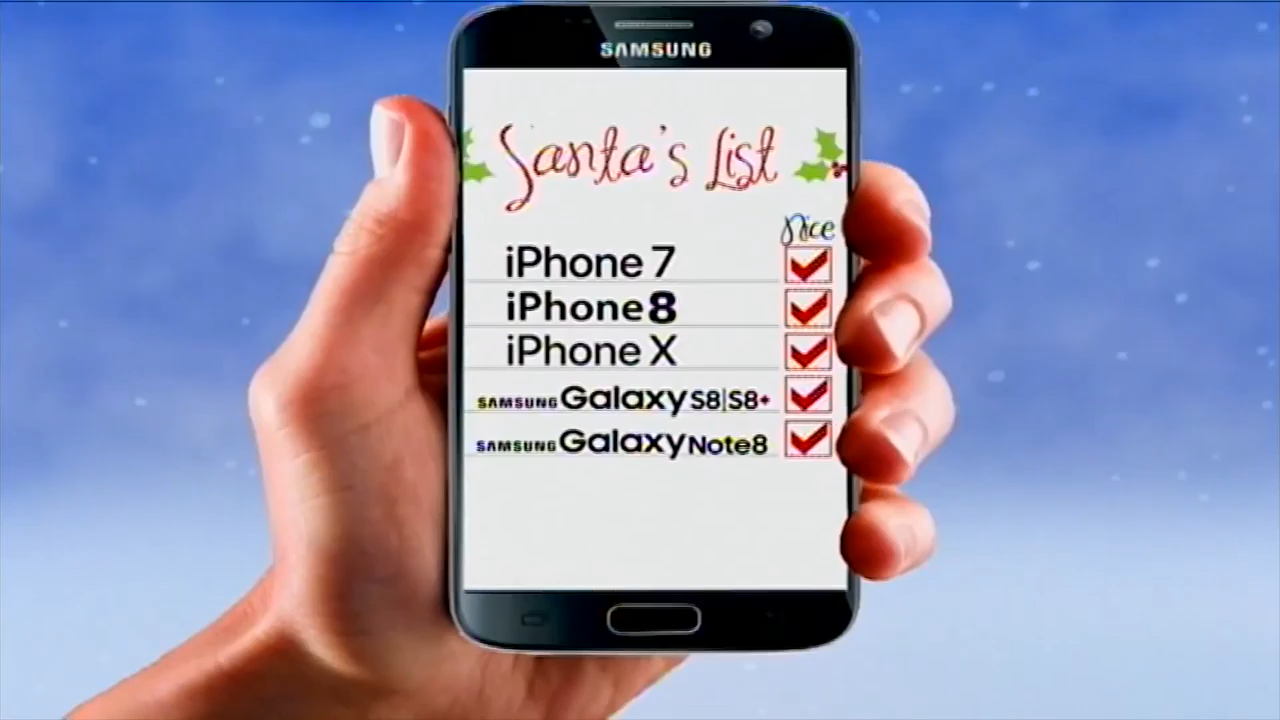 SAMSUNG
Santa's List
Nice
iPhone 7
iPhone 8
iPhone X
SAMSUNG Galaxy S8|S8+
SAMSUNG Galaxy Note8